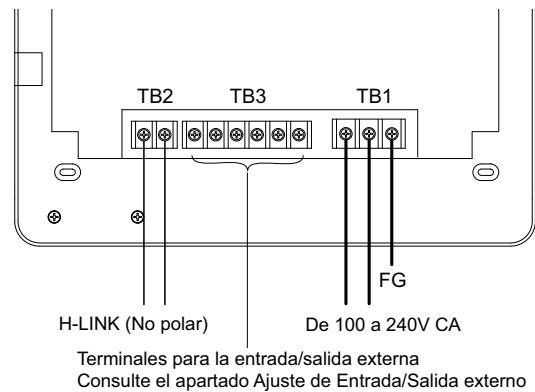 TB2 TB3 TB1
FG
H-LINK (No polar) De 100 a 240V CA
Terminales para la entrada/salida externa
Consulte el apartado Ajuste de Entrada/Salida externo